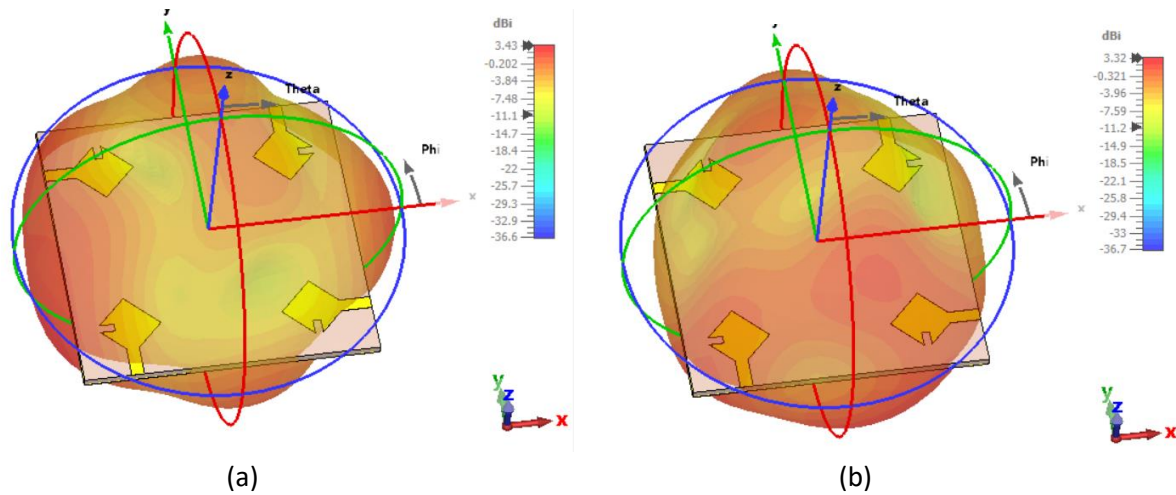 y
z
Theta
Phi
x
dBi
3.43
-0.202
-3.84
-7.48
-11.1
-14.7
-18.4
-22
-25.7
-29.3
-32.9
-36.6
y
z
x
(a)
z
Theta
Phi
x
dBi
3.32
-0.321
-3.96
-7.59
-11.2
-14.9
-18.5
-22.1
-25.8
-29.4
-33
-36.7
y
z
x
(b)